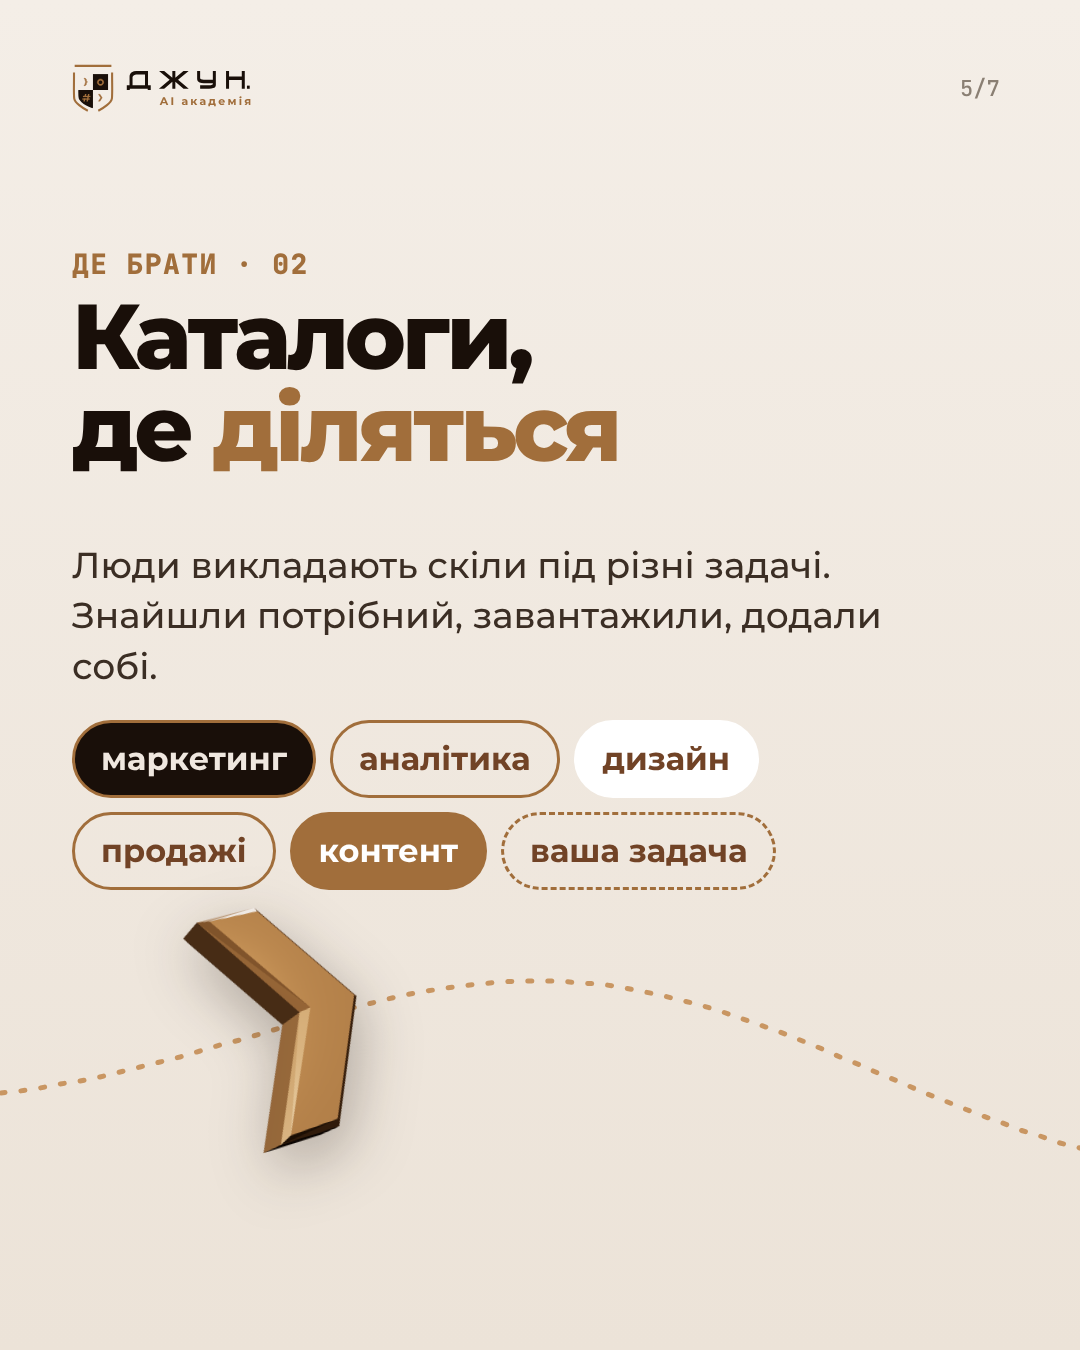 ДЖУН.
AI академія
5/7
ДЕ БРАТИ · 02
Каталоги,
де діляться
Люди викладають скіли під різні задачі.
Знайшли потрібний, завантажили, додали
собі.
маркетинг аналітика дизайн
продажі контент ваша задача